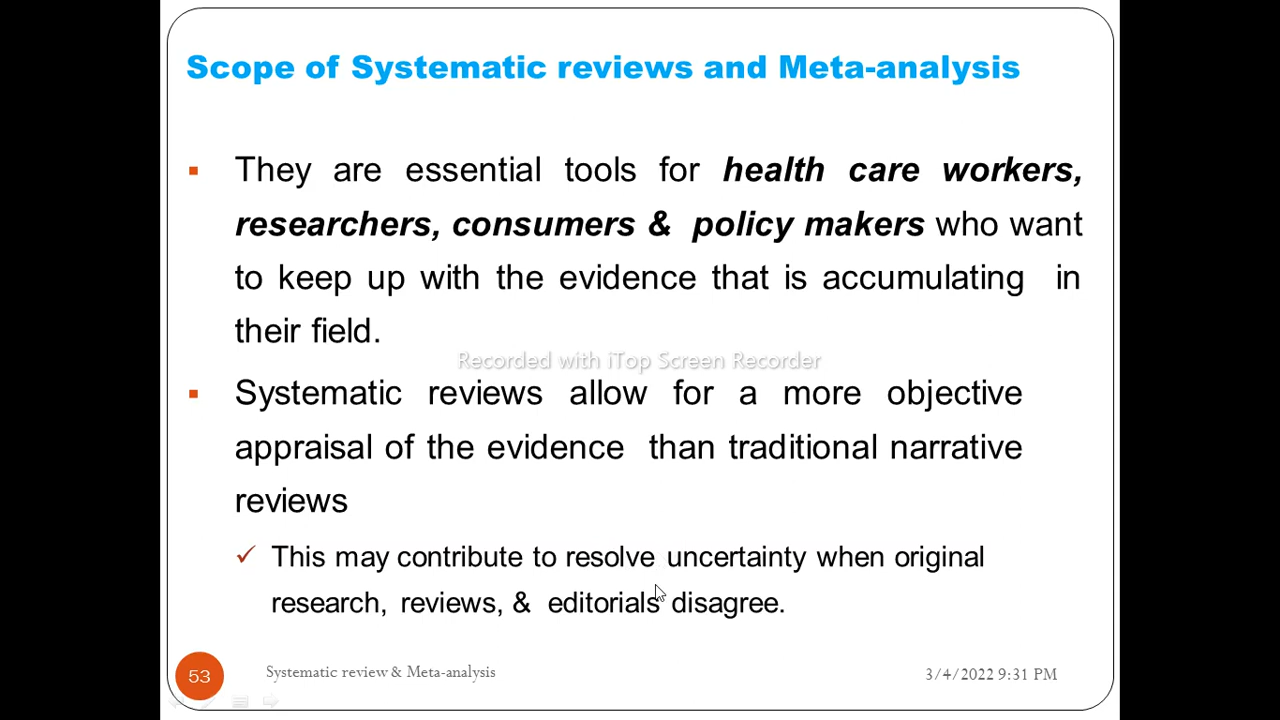 Scope of Systematic reviews and Meta-analysis
They are essential tools for health care workers,
researchers, consumers & policy makers who want
to keep up with the evidence that is accumulating in
their field.
Recorded with iTop Screen Recorder
Systematic reviews allow for a more objective
appraisal of the evidence than traditional narrative
reviews
This may contribute to resolve uncertainty when original
research, reviews, & editorials disagree.
53
Systematic review & Meta-analysis
3/4/2022 9:31 PM